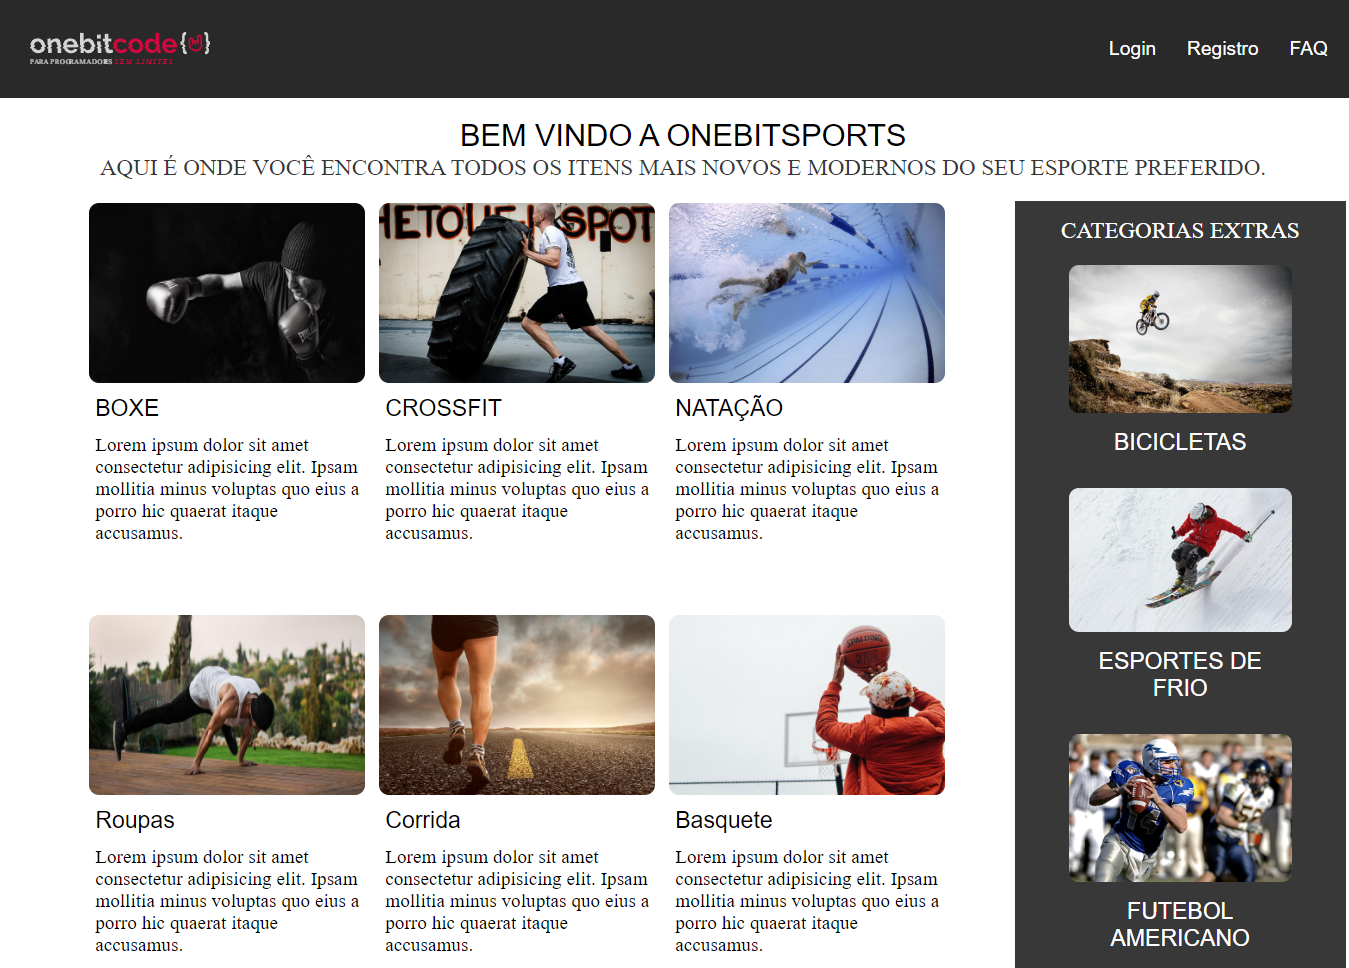 onebitcode{ }
PARA PROGRAMADORES SEM LIMITES
Login Registro FAQ
BEM VINDO A ONEBITSPORTS
AQUI É ONDE VOCÊ ENCONTRA TODOS OS ITENS MAIS NOVOS E MODERNOS DO SEU ESPORTE PREFERIDO.
HETOUF SPOT
BOXE
Lorem ipsum dolor sit amet
consectetur adipisicing elit. Ipsam
mollitia minus voluptas quo eius a
porro hic quaerat itaque
accusamus.
CROSSFIT
Lorem ipsum dolor sit amet
consectetur adipisicing elit. Ipsam
mollitia minus voluptas quo eius a
porro hic quaerat itaque
accusamus.
NATAÇÃO
Lorem ipsum dolor sit amet
consectetur adipisicing elit. Ipsam
mollitia minus voluptas quo eius a
porro hic quaerat itaque
accusamus.
SPALDING
Roupas
Lorem ipsum dolor sit amet
consectetur adipisicing elit. Ipsam
mollitia minus voluptas quo eius a
porro hic quaerat itaque
accusamus.
Corrida
Lorem ipsum dolor sit amet
consectetur adipisicing elit. Ipsam
mollitia minus voluptas quo eius a
porro hic quaerat itaque
accusamus.
Basquete
Lorem ipsum dolor sit amet
consectetur adipisicing elit. Ipsam
mollitia minus voluptas quo eius a
porro hic quaerat itaque
accusamus.
CATEGORIAS EXTRAS
BICICLETAS
ESPORTES DE
FRIO
14
FUTEBOL
AMERICANO